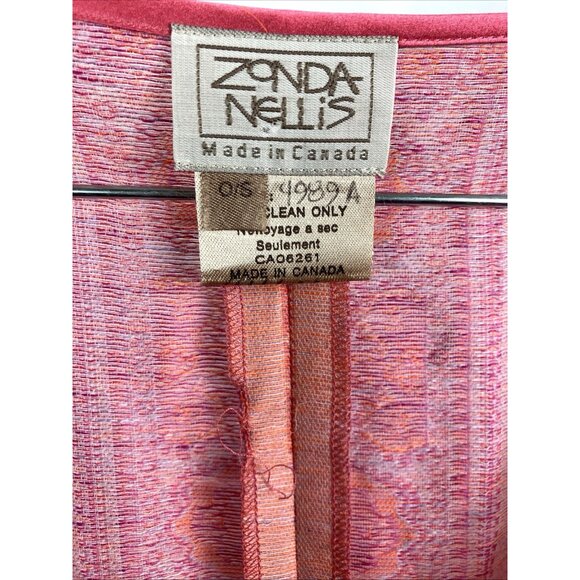 ZONDA
NELLIS
Made in Canada
O/S 4989A
CLEAN ONLY
Nettoyage a sec
Seulement
CA06261
MADE IN CANADA